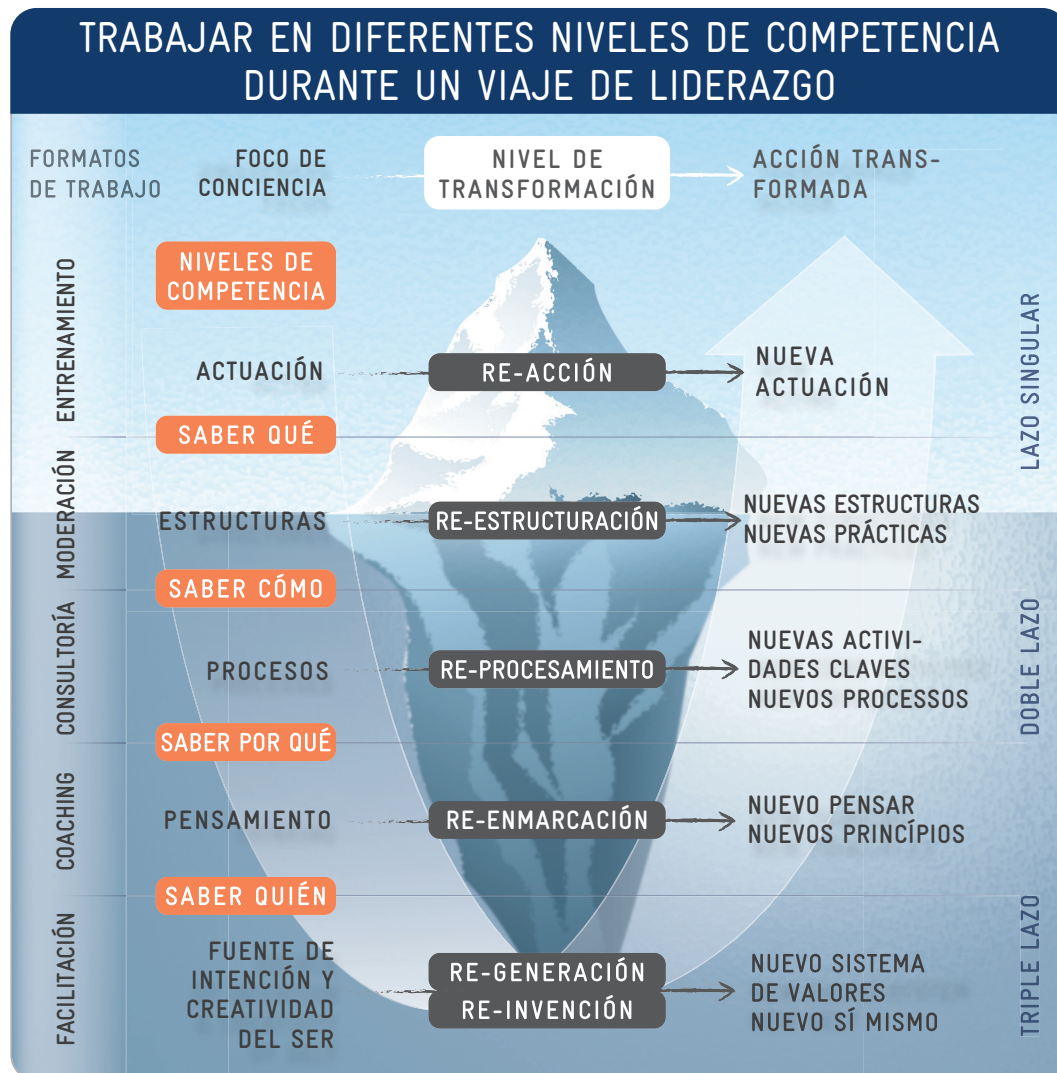 TRABAJAR EN DIFERENTES NIVELES DE COMPETENCIA
DURANTE UN VIAJE DE LIDERAZGO
FORMATOS
DE TRABAJO
FOCO DE
CONCIENCIA
NIVEL DE
TRANSFORMACIÓN
ACCIÓN TRANS-
FORMADA
NIVELES DE
COMPETENCIA
ENTRENAMIENTO
ACTUACIÓN
RE-ACCIÓN
NUEVA
ACTUACIÓN
LAZO SINGULAR
SABER QUÉ
MODERACIÓN
ESTRUCTURAS
RE-ESTRUCTURACIÓN
NUEVAS ESTRUCTURAS
NUEVAS PRÁCTICAS
SABER CÓMO
CONSULTORÍA
PROCESOS
RE-PROCESAMIENTO
NUEVAS ACTIVI-
DADES CLAVES
NUEVOS PROCESSOS
DOBLE LAZO
SABER POR QUÉ
COACHING
PENSAMIENTO
RE-ENMARCACIÓN
NUEVO PENSAR
NUEVOS PRINCÍPIOS
SABER QUIÉN
FACILITACIÓN
FUENTE DE
INTENCIÓN Y
CREATIVIDAD
DEL SER
RE-GENERACIÓN
RE-INVENCIÓN
NUEVO SISTEMA
DE VALORES
NUEVO SÍ MISMO
TRIPLE LAZO